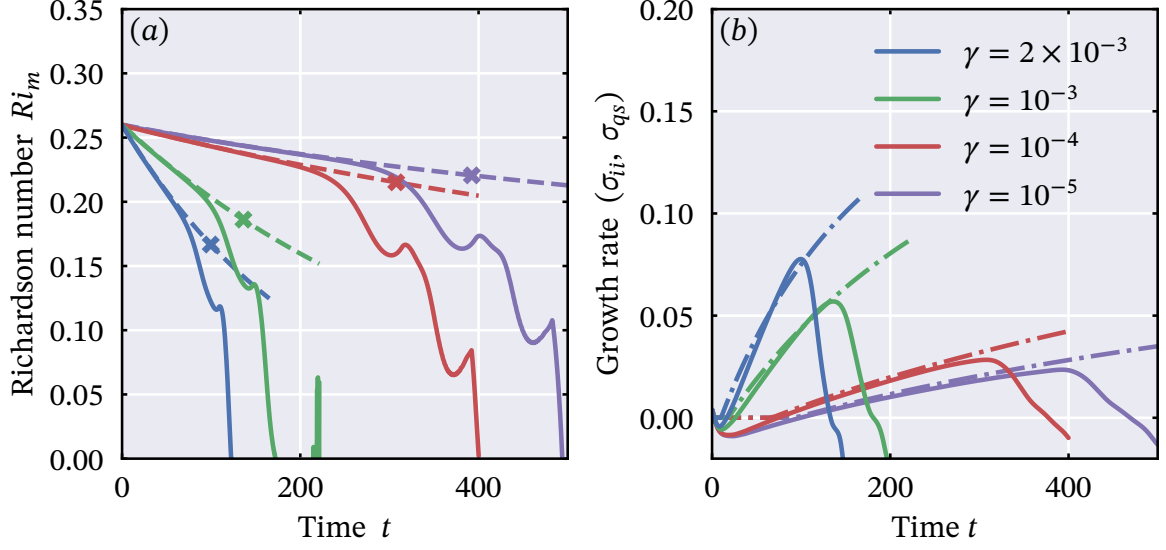 (a)
0.35
0.30
0.25
0.20
0.15
0.10
0.05
0.00
Richardson number Ri_m
0 200 400
Time t
(b)
0.20
0.15
0.10
0.05
0.00
Growth rate (σ_ii, σ_qs)
γ = 2 × 10⁻³
γ = 10⁻³
γ = 10⁻⁴
γ = 10⁻⁵
0 200 400
Time t